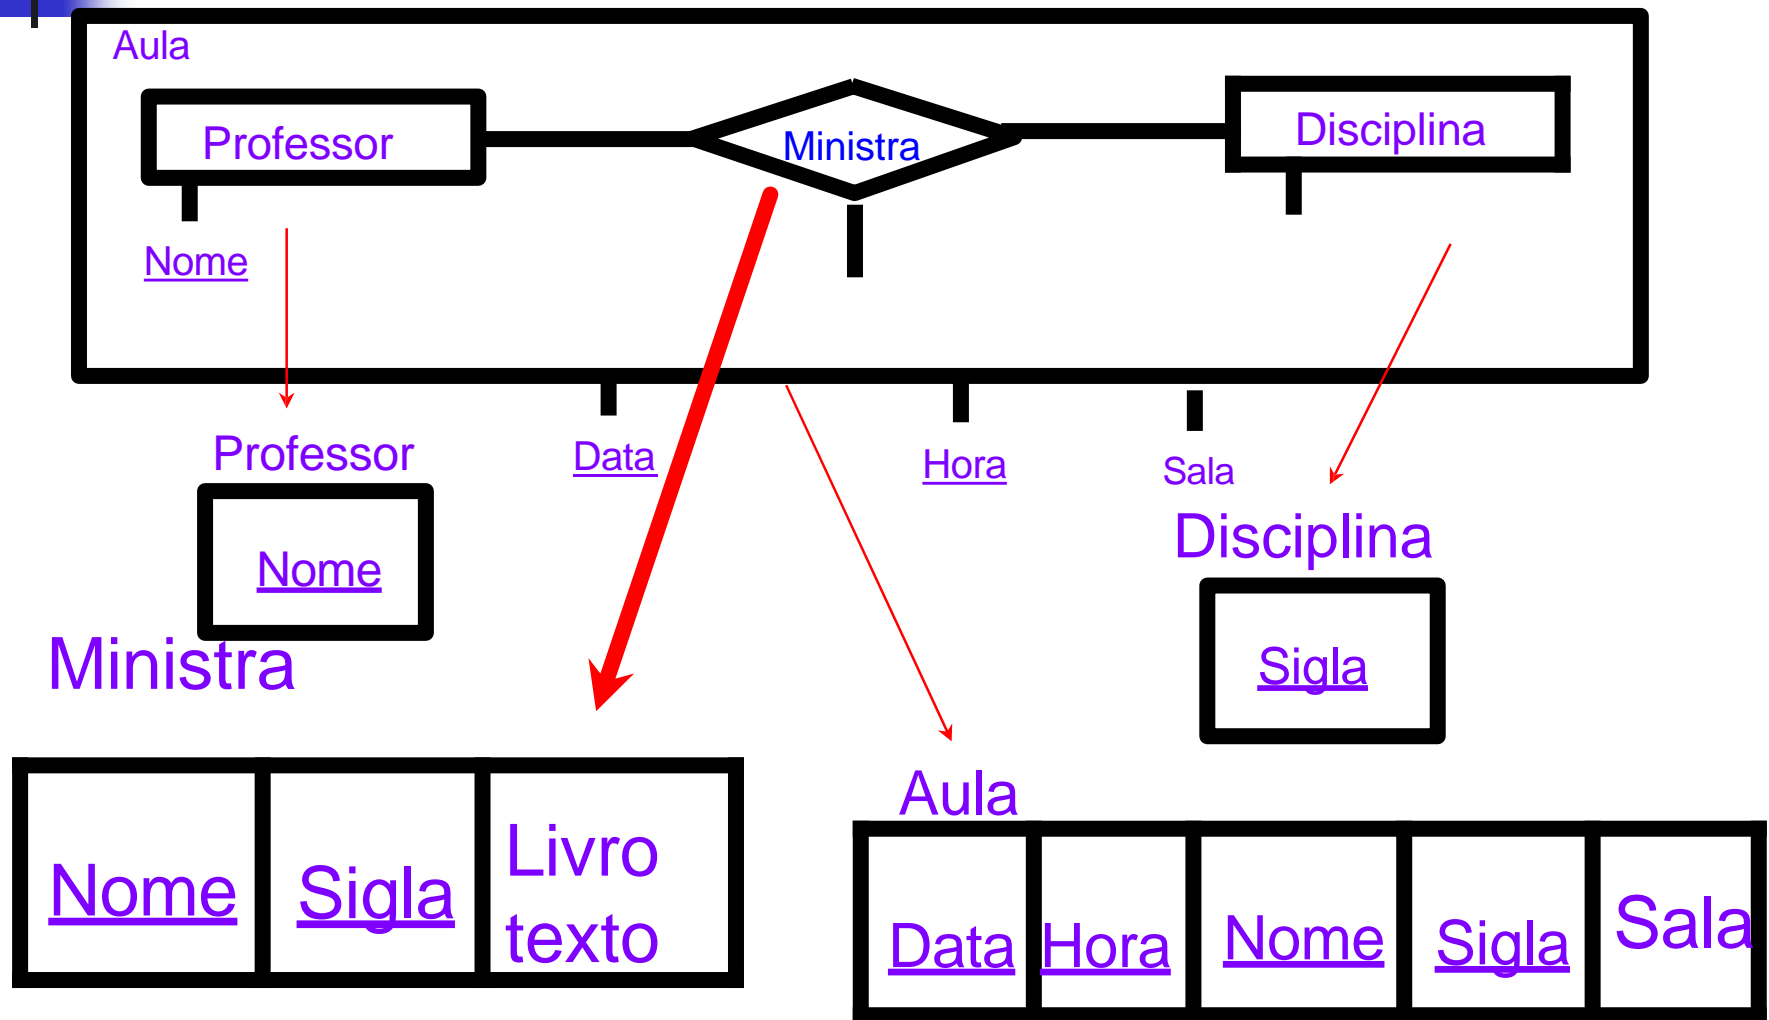 Aula
Professor
Ministra
Disciplina
Nome
Data
Hora
Sala
Professor
Nome
Disciplina
Sigla
Ministra
Nome
Sigla
Livro
texto
Aula
Data
Hora
Nome
Sigla
Sala